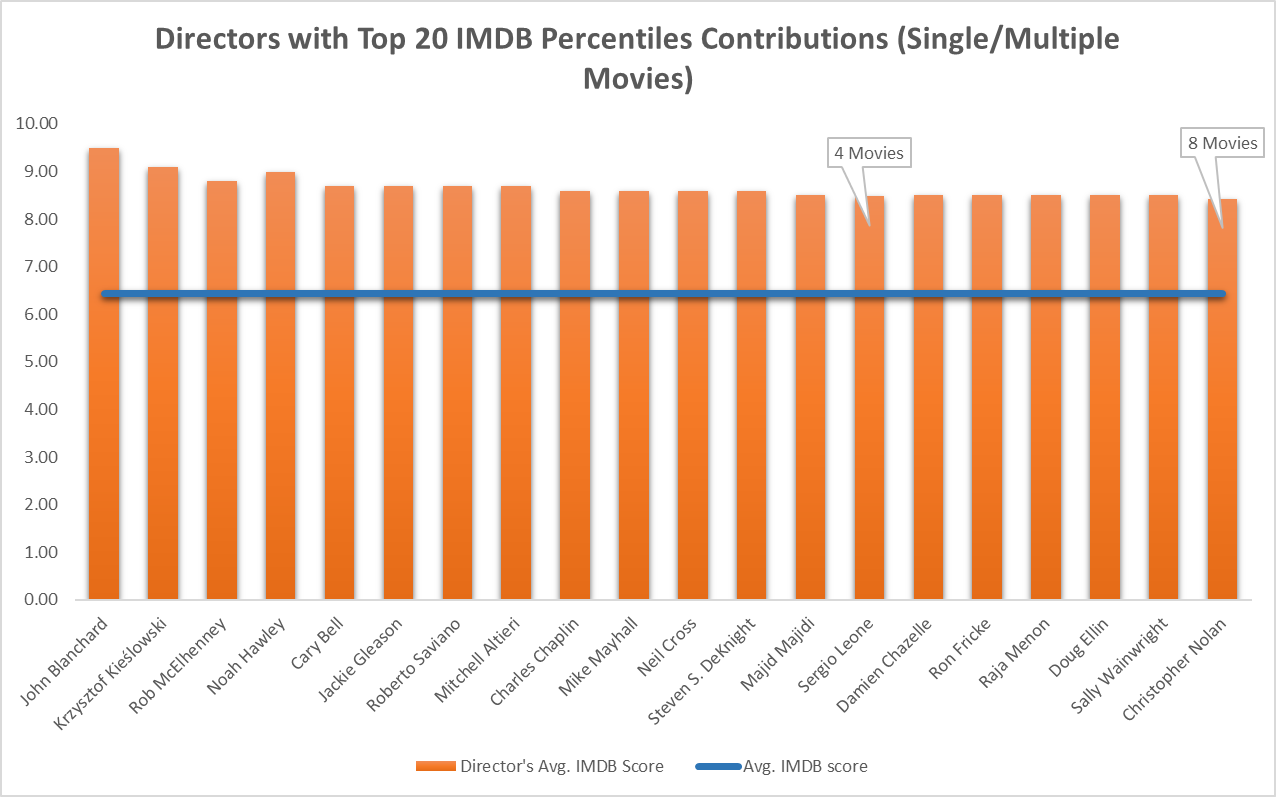 Directors with Top 20 IMDB Percentiles Contributions (Single/Multiple
Movies)
10.00
9.00
8.00
7.00
6.00
5.00
4.00
3.00
2.00
1.00
0.00
4 Movies
8 Movies
John Blanchard
Krzysztof Kieślowski
Rob McElhenney
Noah Hawley
Cary Bell
Jackie Gleason
Roberto Saviano
Mitchell Altieri
Charles Chaplin
Mike Mayhall
Neil Cross
Steven S. DeKnight
Majid Majidi
Sergio Leone
Damien Chazelle
Ron Fricke
Raja Menon
Doug Ellin
Sally Wainwright
Christopher Nolan
Director's Avg. IMDB Score
Avg. IMDB score